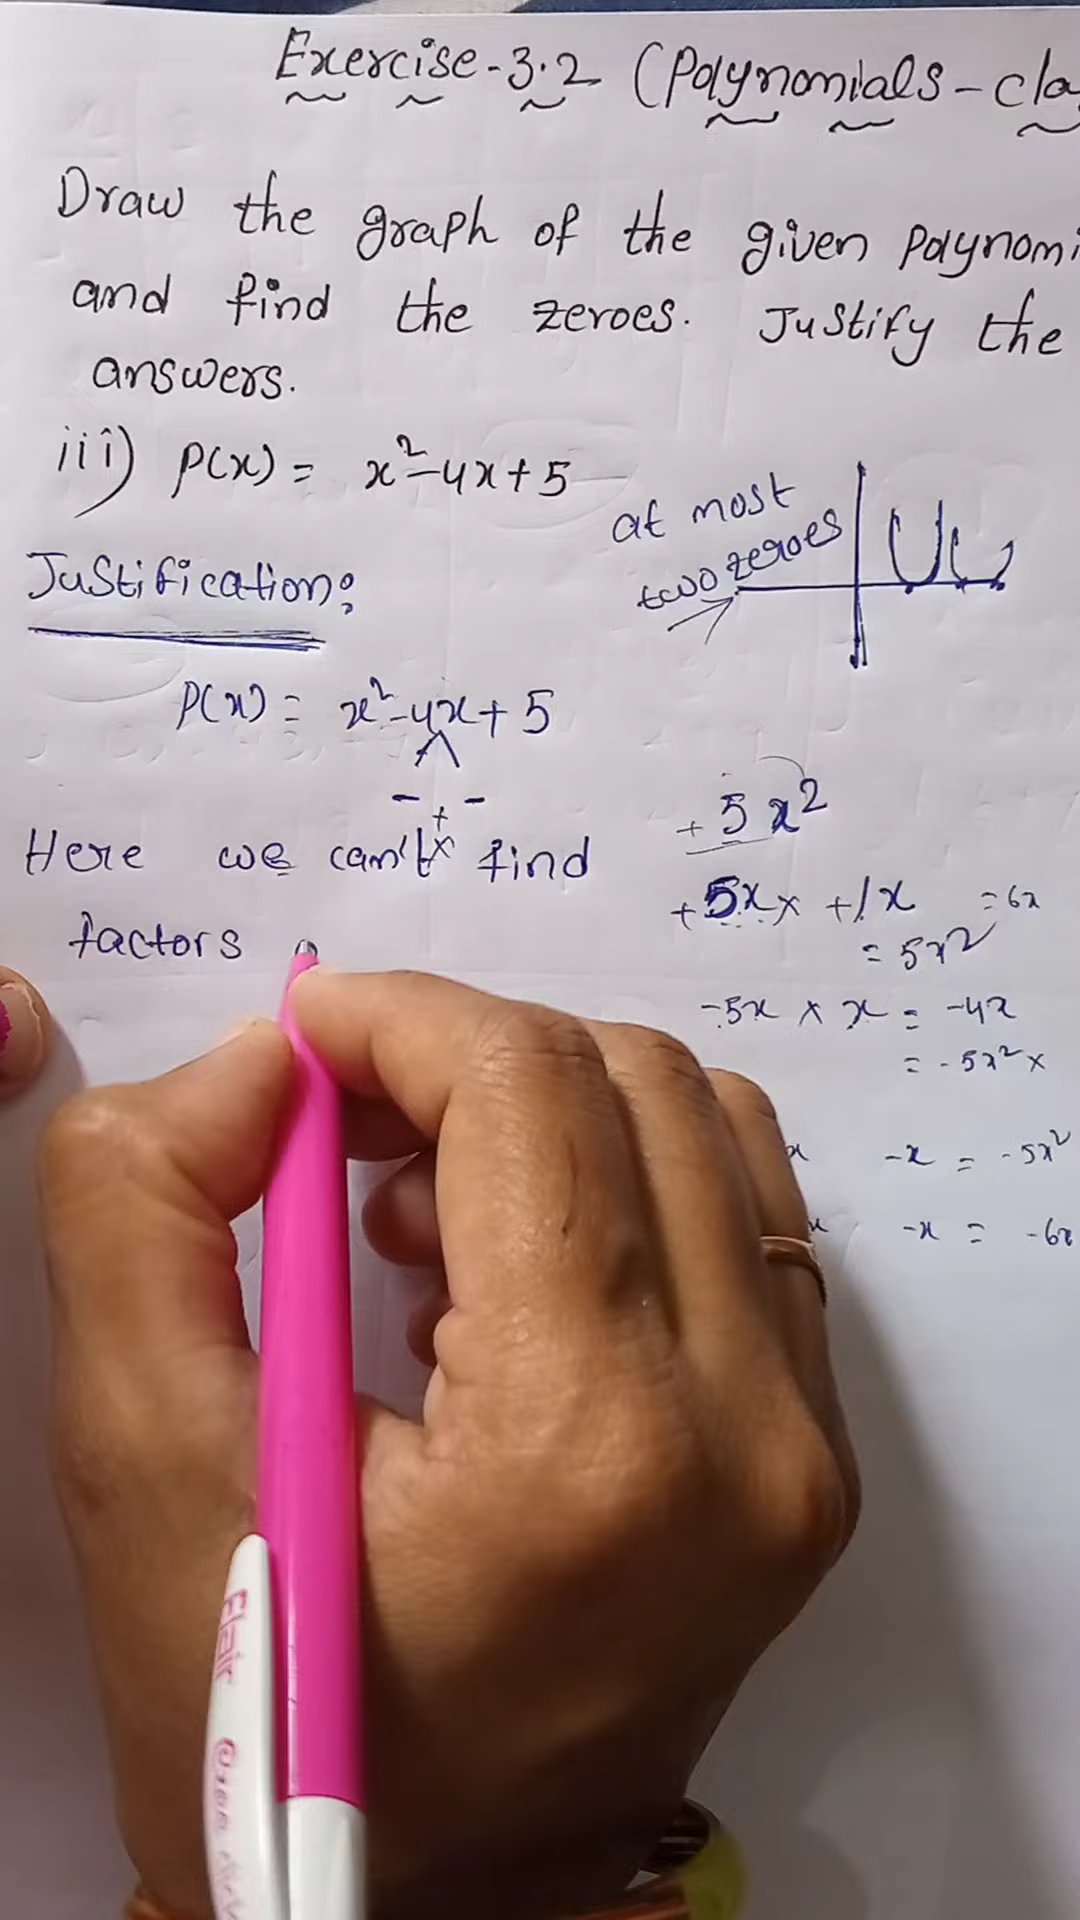 Exercise-3.2 (Polynomials-cla
Draw the graph of the given Polynomi
and find the zeroes. Justify the
answers.
iii) P(x) = x²-4x+5
at most
two zeroes
Justification:
P(x) = x²-4x+5
- + -
x
+5x²
Here we can't find
+5x x +1x = 6x
= 5x²
factors
-5x × x = -4x
= -5x² x
x -x = -5x²
x -x = -6x
Flair